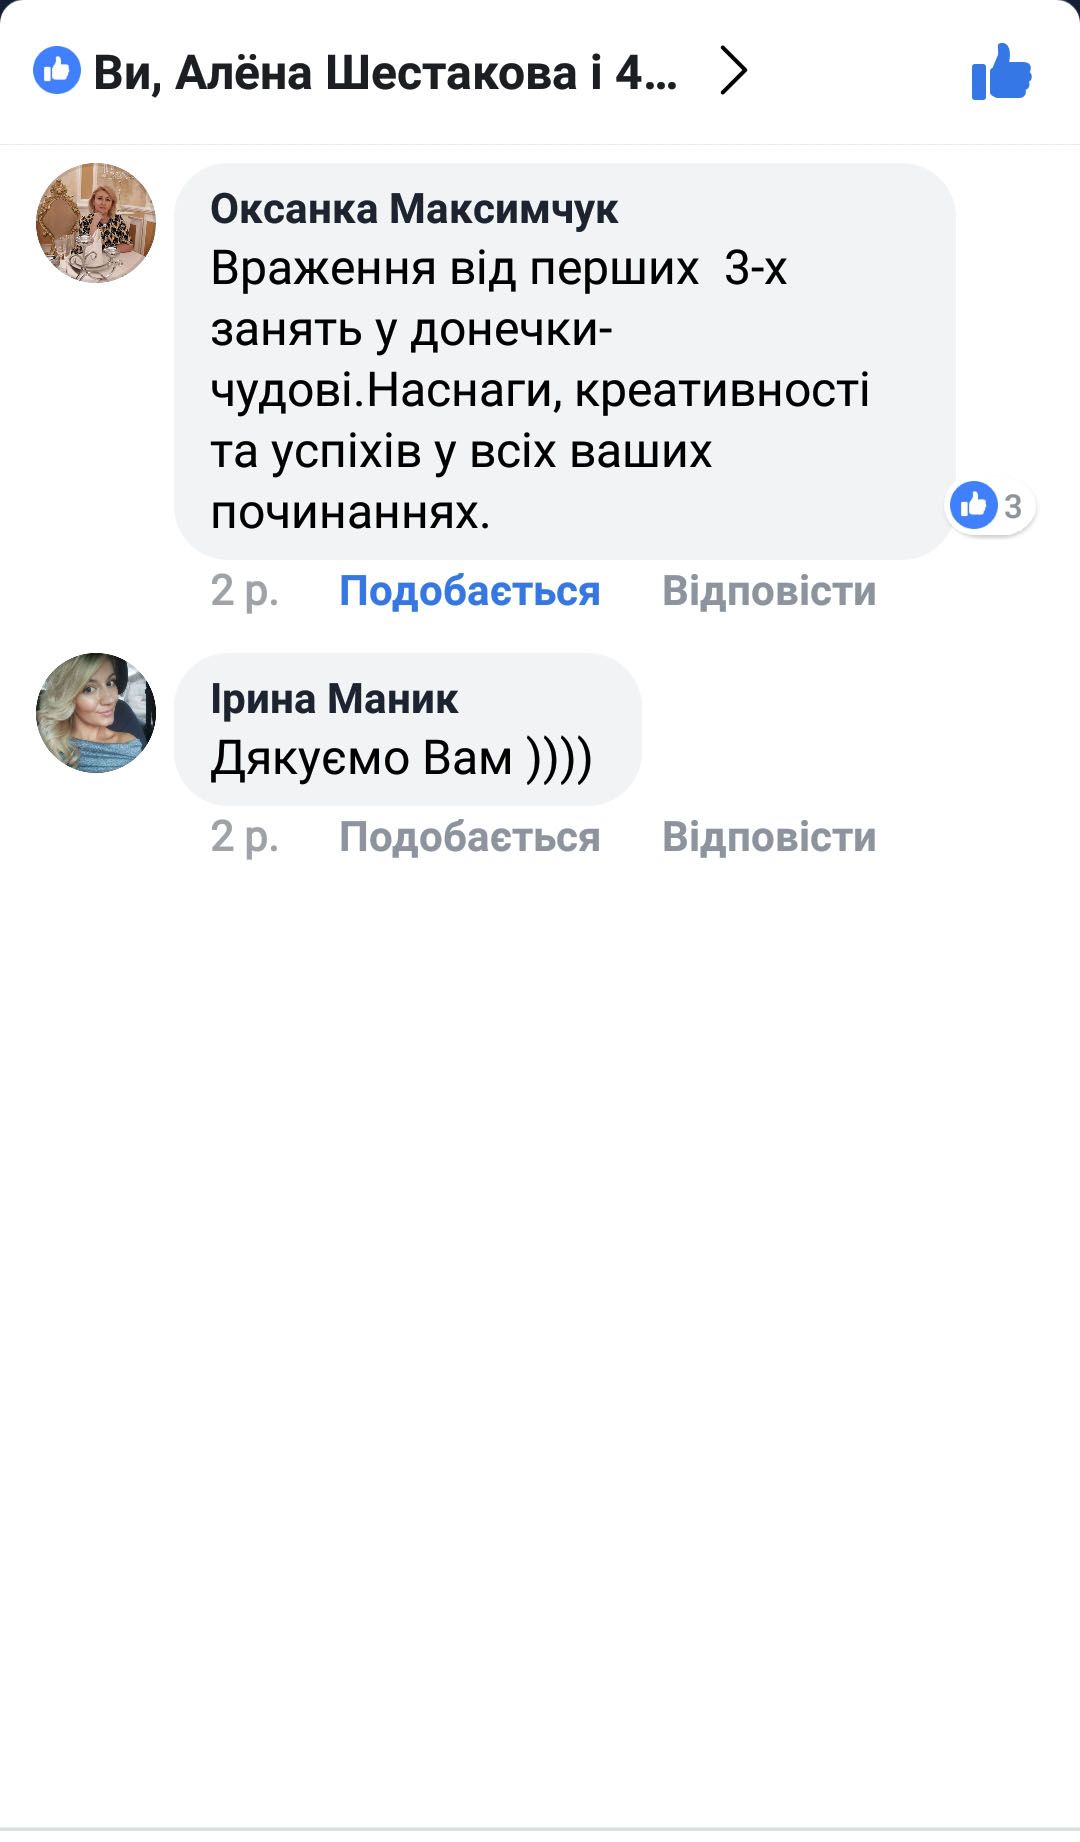 Ви, Алёна Шестакова і 4...
Оксанка Максимчук
Враження від перших  3-х
занять у донечки-
чудові.Наснаги, креативності
та успіхів у всіх ваших
починаннях.
3
2 р. Подобається Відповісти
Ірина Маник
Дякуємо Вам ))))
2 р. Подобається Відповісти